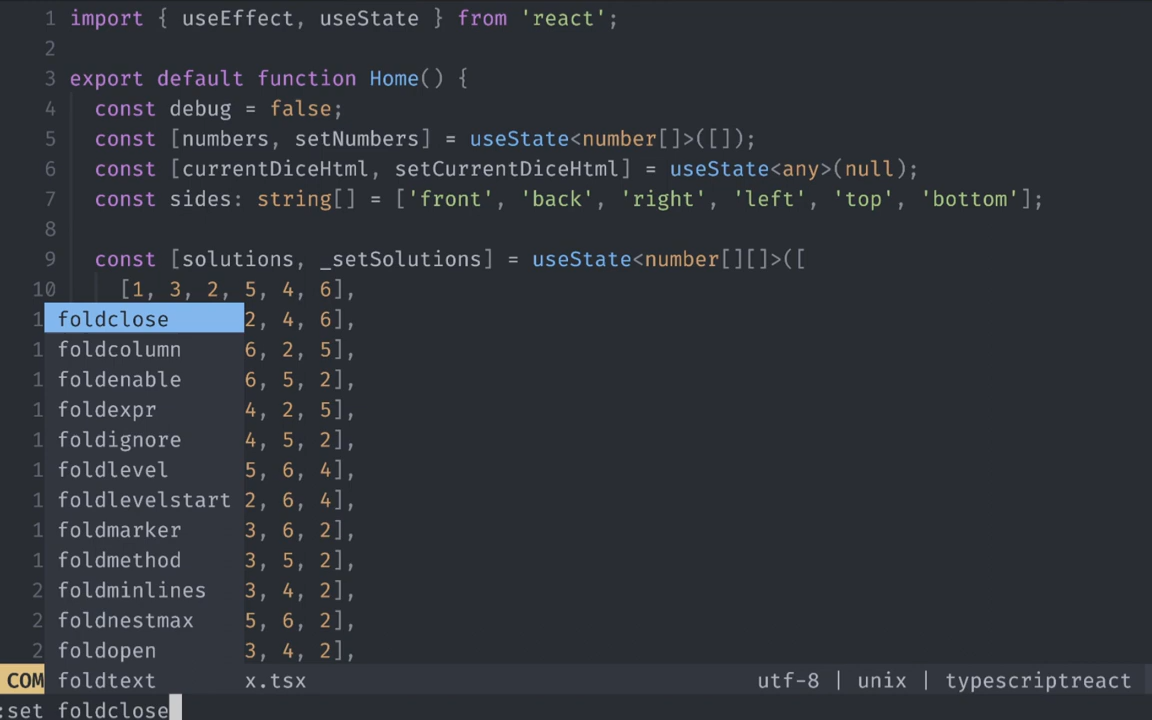 1 import { useEffect, useState } from 'react';
2
3 export default function Home() {
4 const debug = false;
5 const [numbers, setNumbers] = useState<number[]>([]);
6 const [currentDiceHtml, setCurrentDiceHtml] = useState<any>(null);
7 const sides: string[] = ['front', 'back', 'right', 'left', 'top', 'bottom'];
8
9 const [solutions, _setSolutions] = useState<number[][]>([
10 [1, 3, 2, 5, 4, 6],
1 foldclose 2, 4, 6],
1 foldcolumn 6, 2, 5],
1 foldenable 6, 5, 2],
1 foldexpr 4, 2, 5],
1 foldignore 4, 5, 2],
1 foldlevel 5, 6, 4],
1 foldlevelstart 2, 6, 4],
1 foldmarker 3, 6, 2],
1 foldmethod 3, 5, 2],
2 foldminlines 3, 4, 2],
2 foldnestmax 5, 6, 2],
2 foldopen 3, 4, 2],
COM foldtext x.tsx utf-8 | unix | typescriptreact
:set foldclose